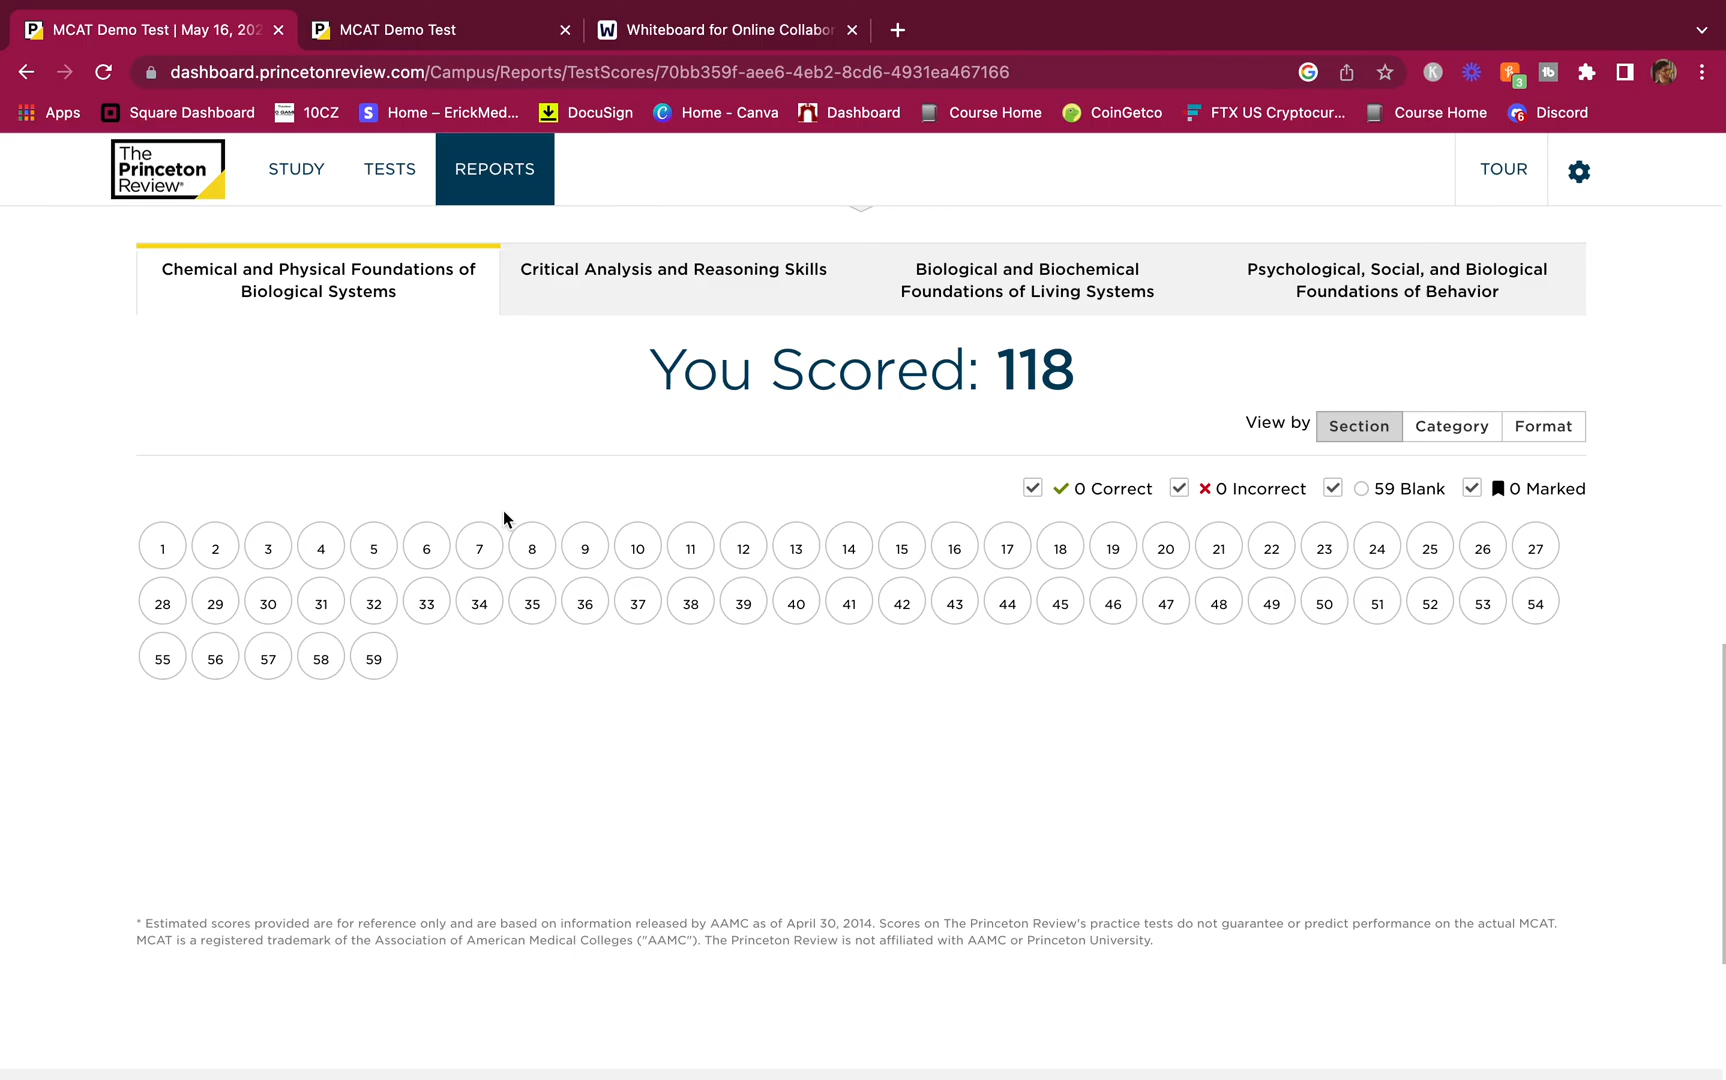 MCAT Demo Test | May 16, 202
MCAT Demo Test
Whiteboard for Online Collabor
dashboard.princetonreview.com/Campus/Reports/TestScores/70bb359f-aee6-4eb2-8cd6-4931ea467166
3
Apps
Square Dashboard
10CZ
Home – ErickMed...
DocuSign
Home - Canva
Dashboard
Course Home
CoinGetco
FTX US Cryptocur...
Course Home
6
Discord
The
Princeton
Review®
STUDY
TESTS
REPORTS
TOUR
Chemical and Physical Foundations of
Biological Systems
Critical Analysis and Reasoning Skills
Biological and Biochemical
Foundations of Living Systems
Psychological, Social, and Biological
Foundations of Behavior
You Scored: 118
View by Section Category Format
0 Correct 0 Incorrect 59 Blank 0 Marked
1 2 3 4 5 6 7 8 9 10 11 12 13 14 15 16 17 18 19 20 21 22 23 24 25 26 27
28 29 30 31 32 33 34 35 36 37 38 39 40 41 42 43 44 45 46 47 48 49 50 51 52 53 54
55 56 57 58 59
* Estimated scores provided are for reference only and are based on information released by AAMC as of April 30, 2014. Scores on The Princeton Review's practice tests do not guarantee or predict performance on the actual MCAT.
MCAT is a registered trademark of the Association of American Medical Colleges ("AAMC"). The Princeton Review is not affiliated with AAMC or Princeton University.